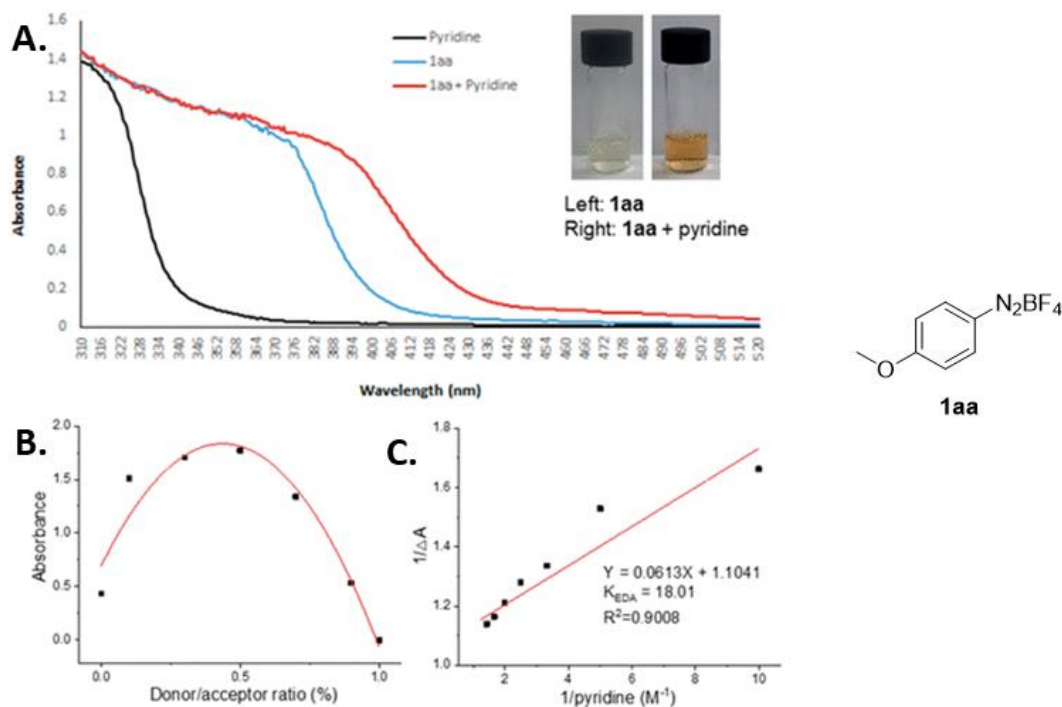 A.
1.6
1.4
1.2
1
0.8
0.6
0.4
0.2
0
Absorbance
Pyridine
1aa
1aa + Pyridine
Left: 1aa
Right: 1aa + pyridine
310 316 322 328 334 340 346 352 358 364 370 376 382 388 394 400 406 412 418 424 430 436 442 448 454 460 466 472 478 484 490 496 502 508 514 520
Wavelength (nm)
N₂BF₄
O
1aa
B.
2.0
1.5
1.0
0.5
0.0
Absorbance
0.0 0.5 1.0
Donor/acceptor ratio (%)
C.
1.8
1.6
1.4
1.2
1.0
1/△A
Y = 0.0613X + 1.1041
K_EDA = 18.01
R²=0.9008
2 4 6 8 10
1/pyridine (M⁻¹)